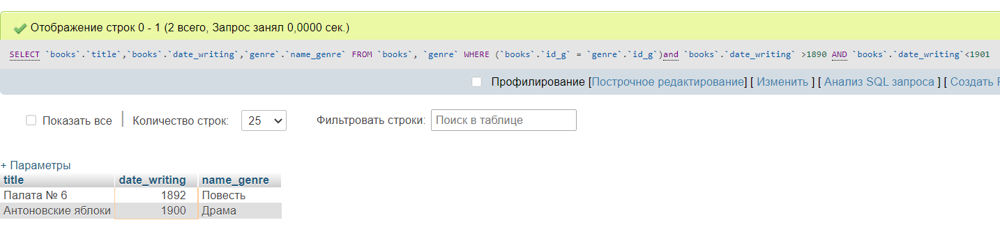 Отображение строк 0 - 1 (2 всего, Запрос занял 0,0000 сек.)
SELECT `books`.`title`,`books`.`date_writing`,`genre`.`name_genre` FROM `books`, `genre` WHERE (`books`.`id_g` = `genre`.`id_g`)and `books`.`date_writing` >1890 AND `books`.`date_writing`<1901
Профилирование [Построчное редактирование] [ Изменить ] [ Анализ SQL запроса ] [ Создать
Показать все | Количество строк: 25 Фильтровать строки: Поиск в таблице
+ Параметры
title date_writing name_genre
Палата № 6 1892 Повесть
Антоновские яблоки 1900 Драма